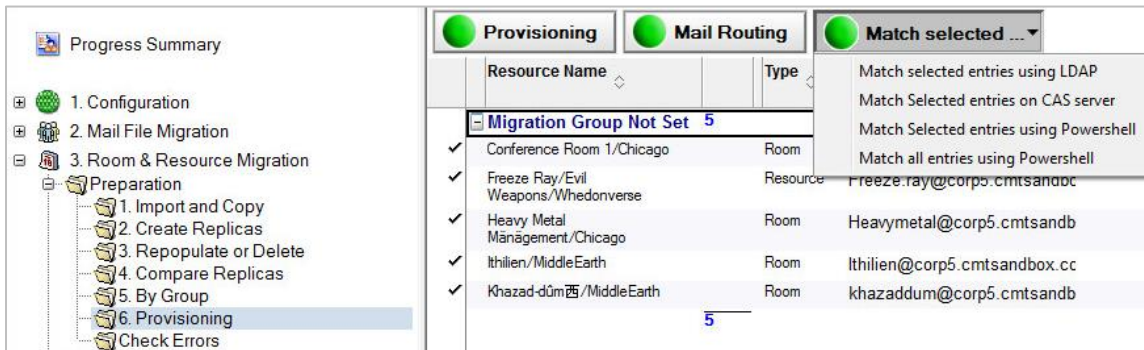 Progress Summary
1. Configuration
2. Mail File Migration
3. Room & Resource Migration
Preparation
1. Import and Copy
2. Create Replicas
3. Repopulate or Delete
4. Compare Replicas
5. By Group
6. Provisioning
Check Errors
Provisioning Mail Routing Match selected ...
Match selected entries using LDAP
Match Selected entries on CAS server
Match Selected entries using Powershell
Match all entries using Powershell
Resource Name Type
Migration Group Not Set 5
Conference Room 1/Chicago Room
Freeze Ray/Evil Resource Freeze.ray@corp5.cmtsandbc
Weapons/Whedonverse
Heavy Metal Room Heavymetal@corp5.cmtsandb
Mänägement/Chicago
Ithilien/MiddleEarth Room Ithilien@corp5.cmtsandbox.cc
Khazad-dûm西/MiddleEarth Room khazaddum@corp5.cmtsandb
5